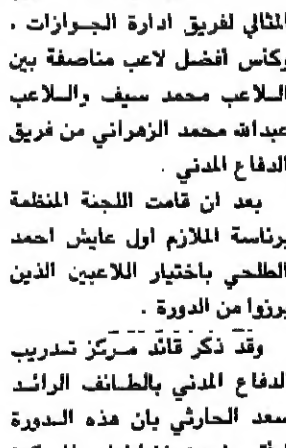 المثالي لفريق ادارة الجوازات .
وكأس أفضل لاعب مناصفة بين
اللاعب محمد سيف واللاعب
عبدالله محمد الزهراني من فريق
الدفاع المدني .
بعد ان قامت اللجنة المنظمة
برئاسة الملازم اول عايش احمد
الطلحي باختيار اللاعبين الذين
برزوا من الدورة .
وقد ذكر قائد مركز تدريب
الدفاع المدني بالطائف الرائد
سعد الحارثي بان هذه الدورة